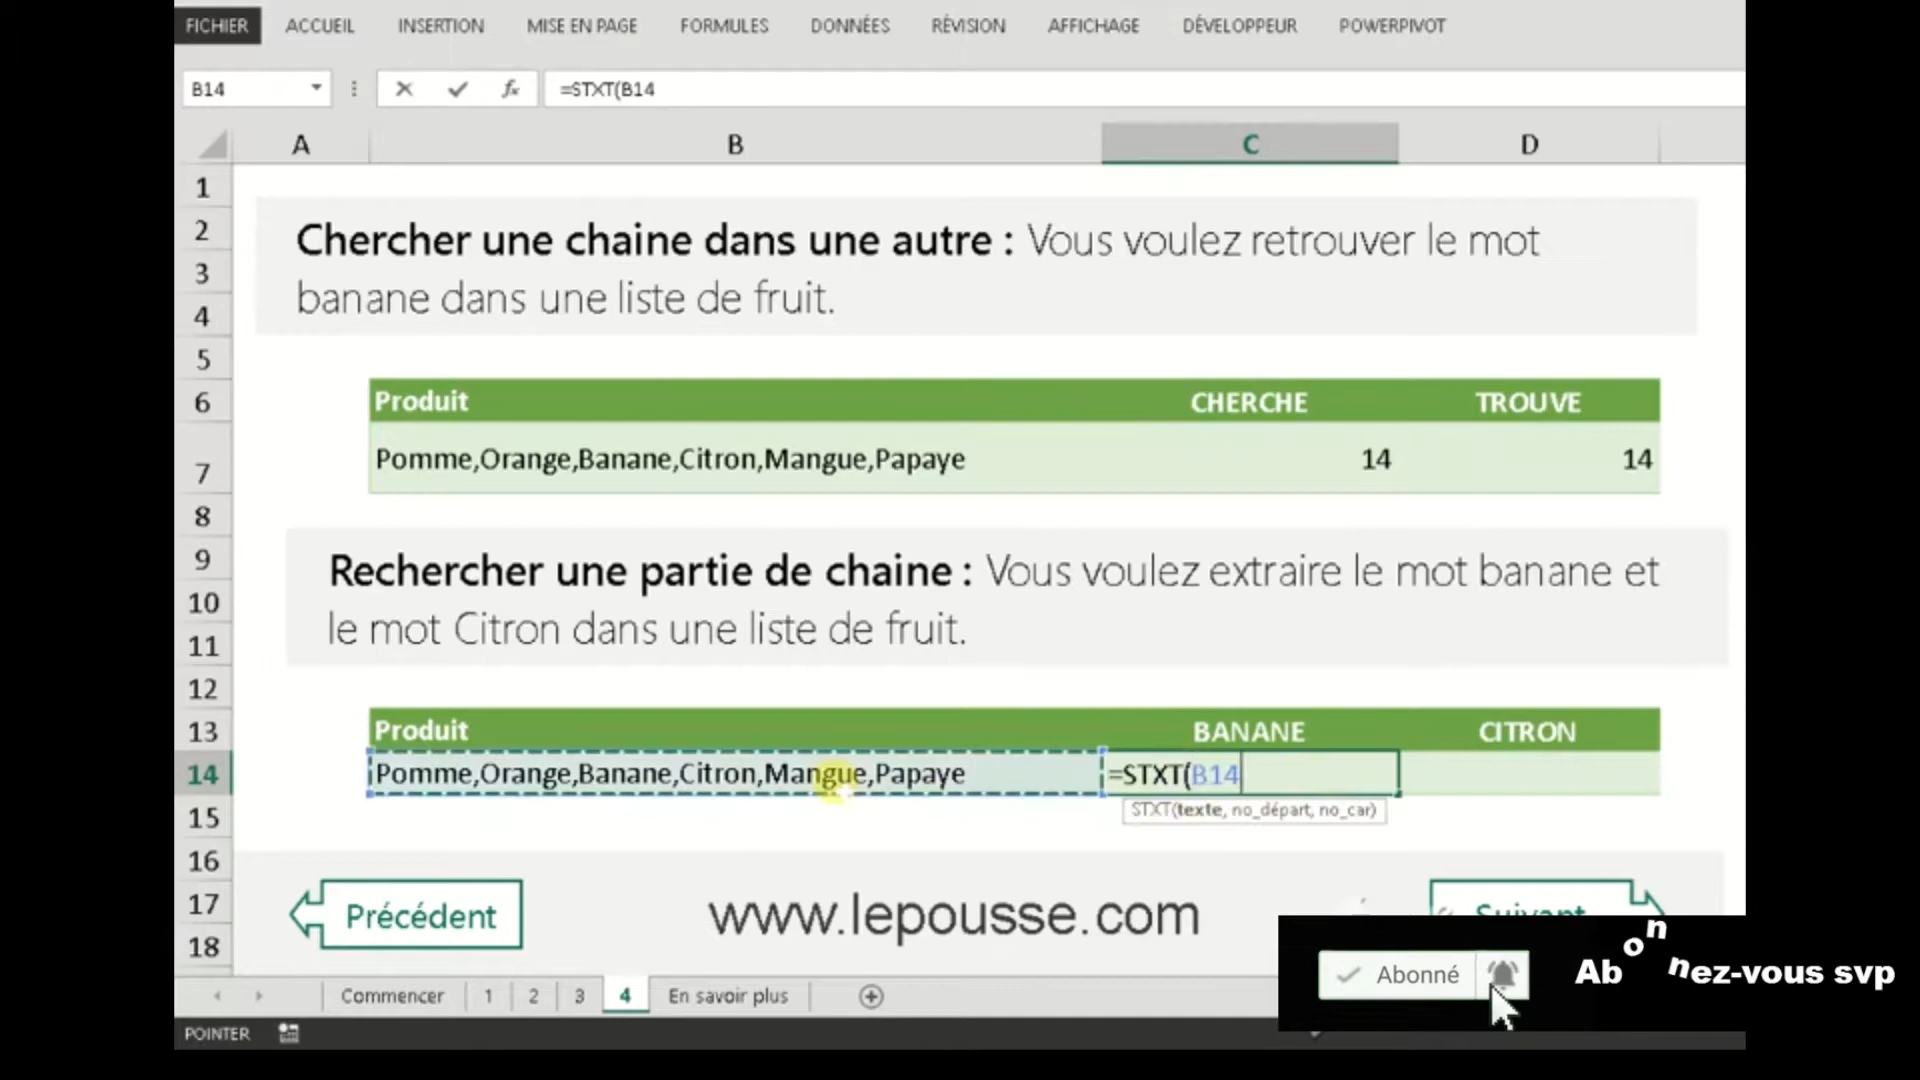 FICHIER ACCUEIL INSERTION MISE EN PAGE FORMULES DONNÉES RÉVISION AFFICHAGE DÉVELOPPEUR POWERPIVOT
B14 fx =STXT(B14
A B C D
1
2
3
4
5
6
7
8
9
10
11
12
13
14
15
16
17
18
Chercher une chaine dans une autre : Vous voulez retrouver le mot
banane dans une liste de fruit.
Produit CHERCHE TROUVE
Pomme,Orange,Banane,Citron,Mangue,Papaye 14 14
Rechercher une partie de chaine : Vous voulez extraire le mot banane et
le mot Citron dans une liste de fruit.
Produit BANANE CITRON
Pomme,Orange,Banane,Citron,Mangue,Papaye =STXT(B14
STXT(texte, no_départ, no_car)
Précédent www.lepousse.com Suivant
Abonné Abonnez-vous svp
Commencer 1 2 3 4 En savoir plus
POINTER